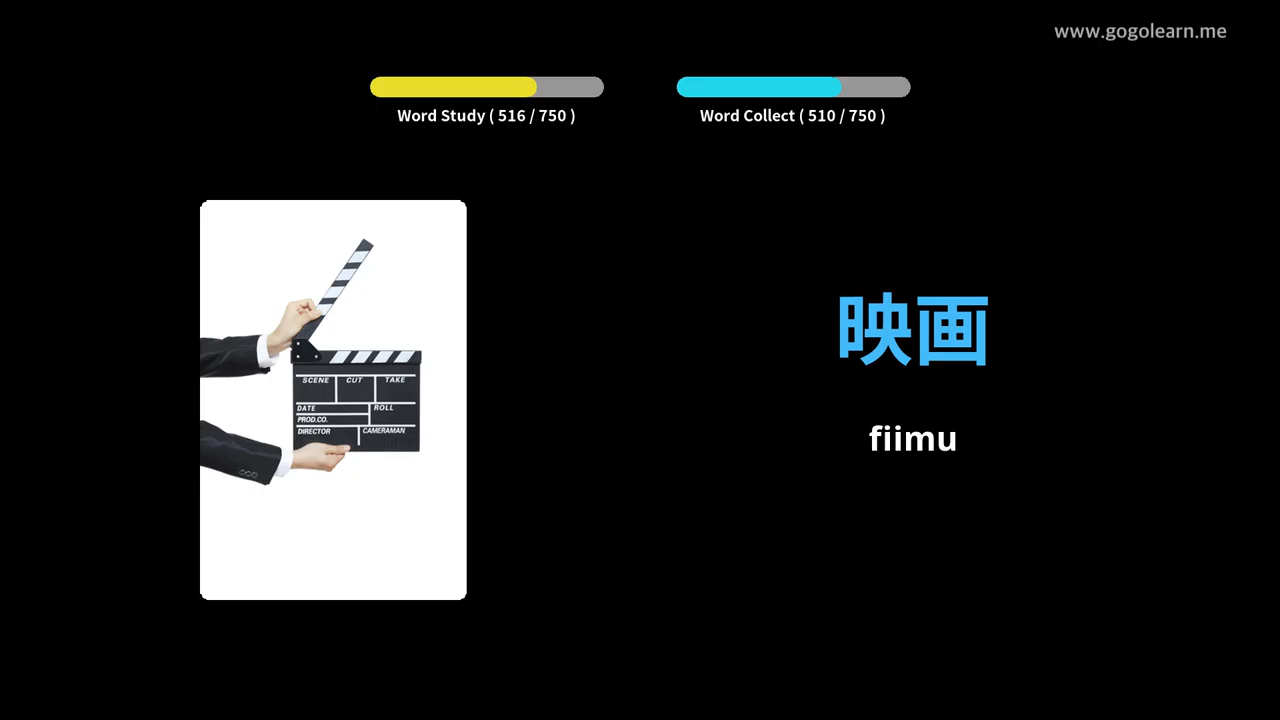 www.gogolearn.me
Word Study ( 516 / 750 )
Word Collect ( 510 / 750 )
SCENE CUT TAKE
DATE ROLL
PROD.CO.
DIRECTOR CAMERAMAN
映画
fiimu